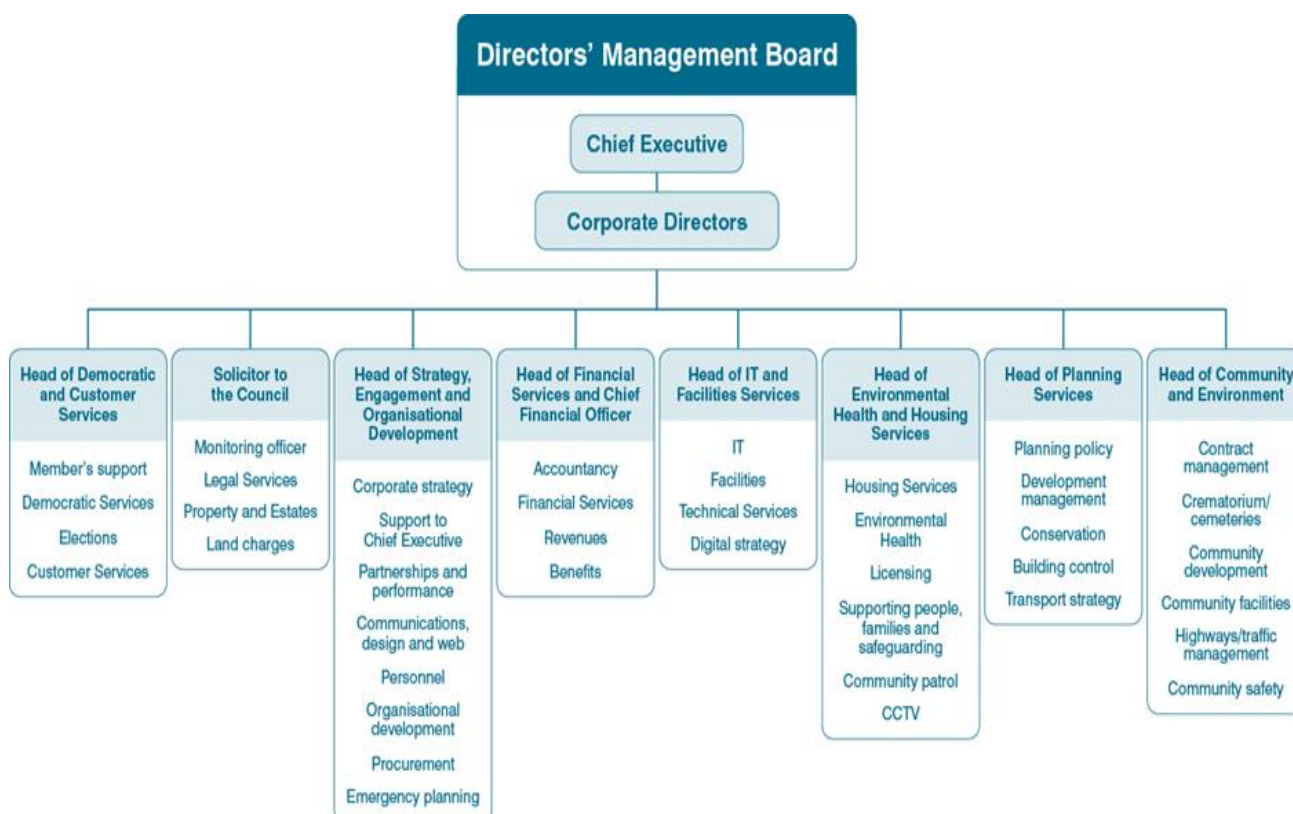 Directors' Management Board
Chief Executive
Corporate Directors
Head of Democratic
and Customer
Services
Member's support
Democratic Services
Elections
Customer Services
Solicitor to
the Council
Monitoring officer
Legal Services
Property and Estates
Land charges
Head of Strategy,
Engagement and
Organisational
Development
Corporate strategy
Support to
Chief Executive
Partnerships and
performance
Communications,
design and web
Personnel
Organisational
development
Procurement
Emergency planning
Head of Financial
Services and Chief
Financial Officer
Accountancy
Financial Services
Revenues
Benefits
Head of IT and
Facilities Services
IT
Facilities
Technical Services
Digital strategy
Head of
Environmental
Health and Housing
Services
Housing Services
Environmental
Health
Licensing
Supporting people,
families and
safeguarding
Community patrol
CCTV
Head of Planning
Services
Planning policy
Development
management
Conservation
Building control
Transport strategy
Head of Community
and Environment
Contract
management
Crematorium/
cemeteries
Community
development
Community facilities
Highways/traffic
management
Community safety